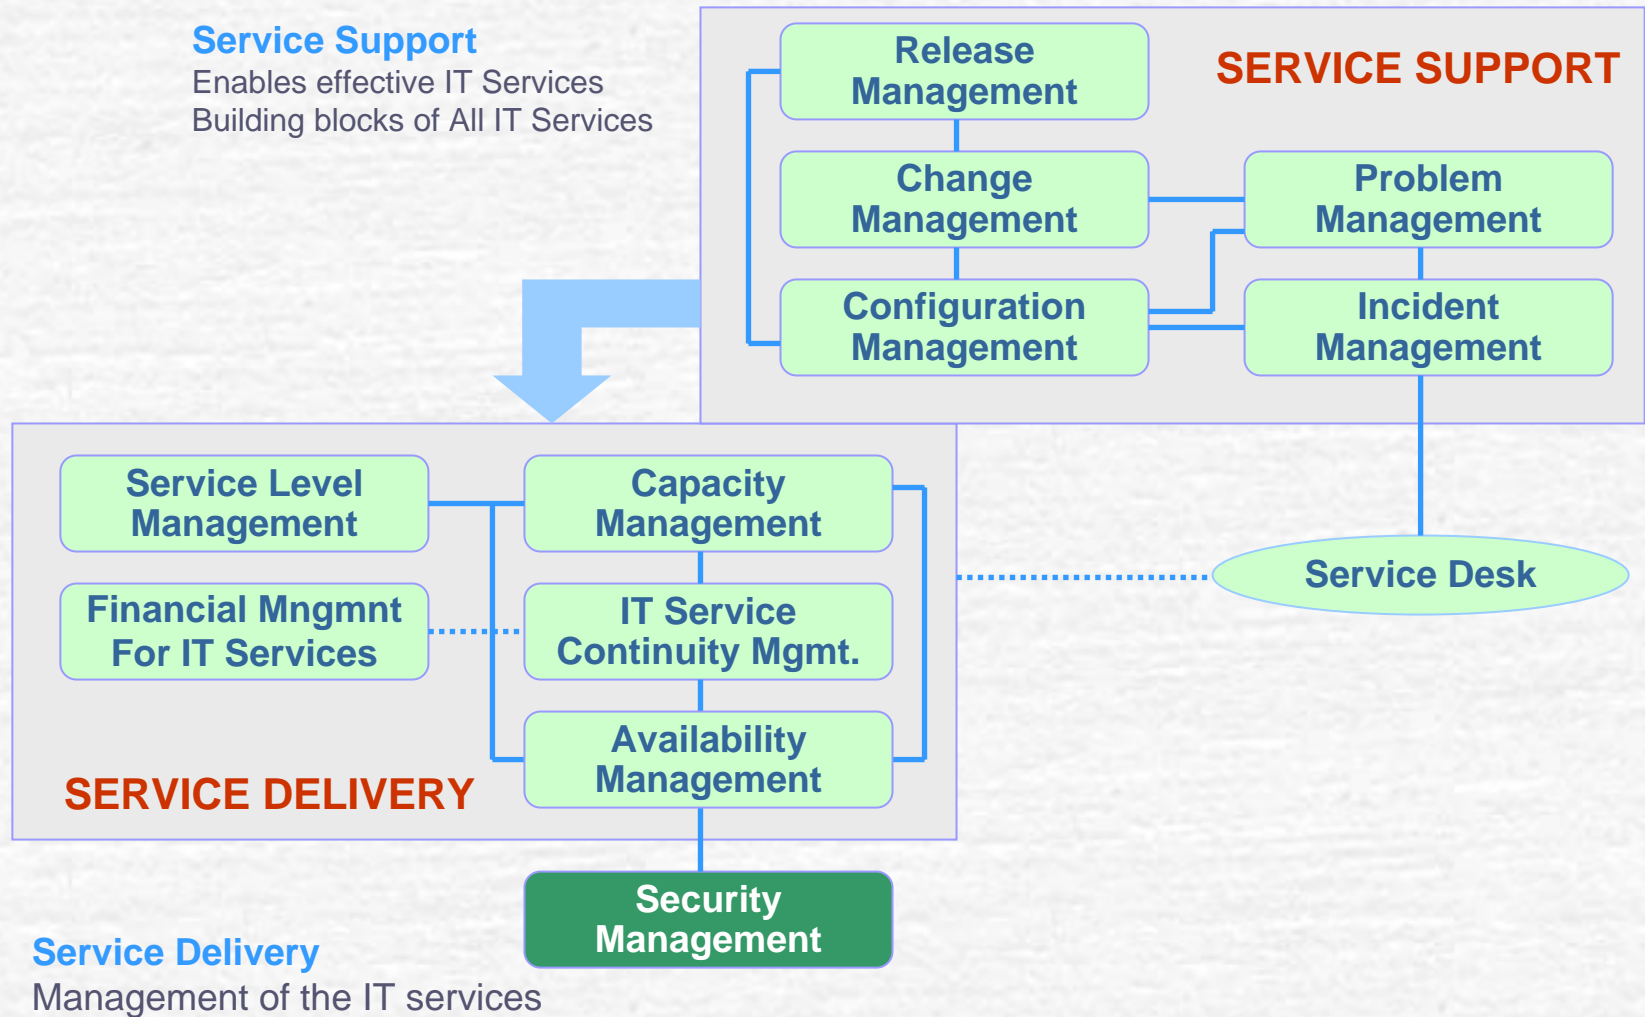 Service Support
Enables effective IT Services
Building blocks of All IT Services
SERVICE SUPPORT
Release
Management
Change
Management
Problem
Management
Configuration
Management
Incident
Management
Service Level
Management
Capacity
Management
Service Desk
Financial Mngmnt
For IT Services
IT Service
Continuity Mgmt.
Availability
Management
SERVICE DELIVERY
Security
Management
Service Delivery
Management of the IT services